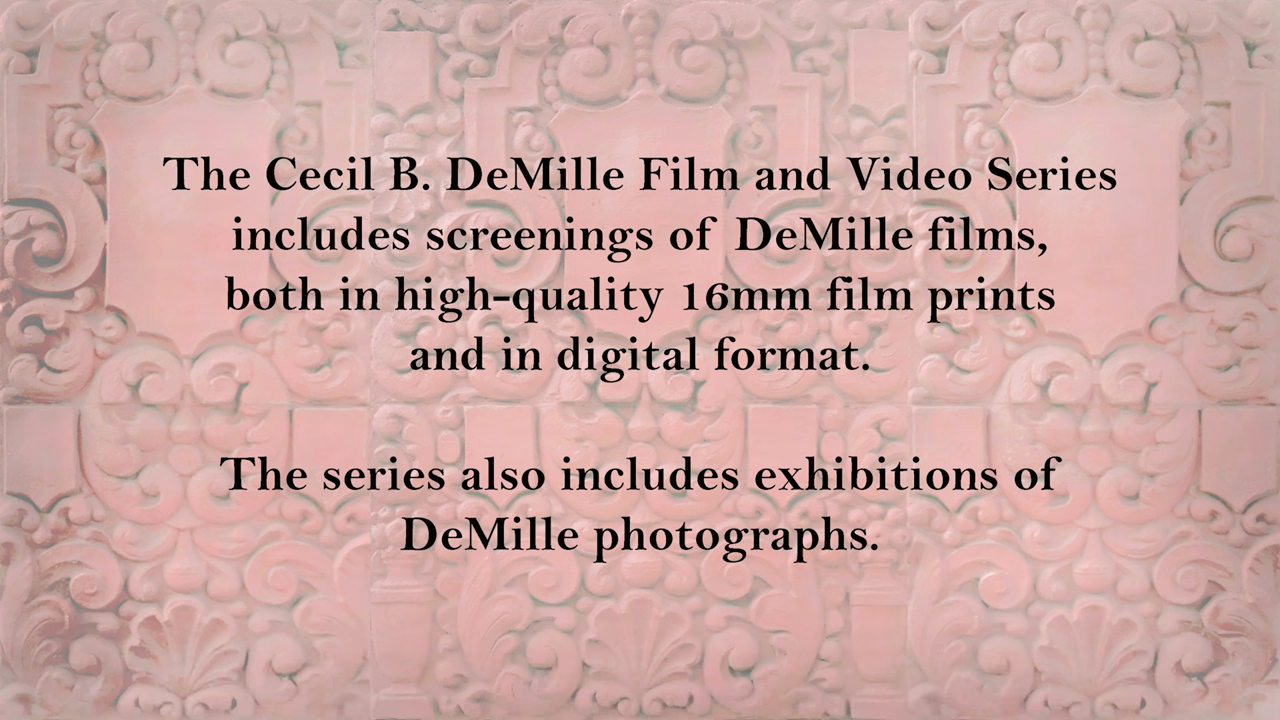 The Cecil B. DeMille Film and Video Series
includes screenings of DeMille films,
both in high-quality 16mm film prints
and in digital format.
The series also includes exhibitions of
DeMille photographs.